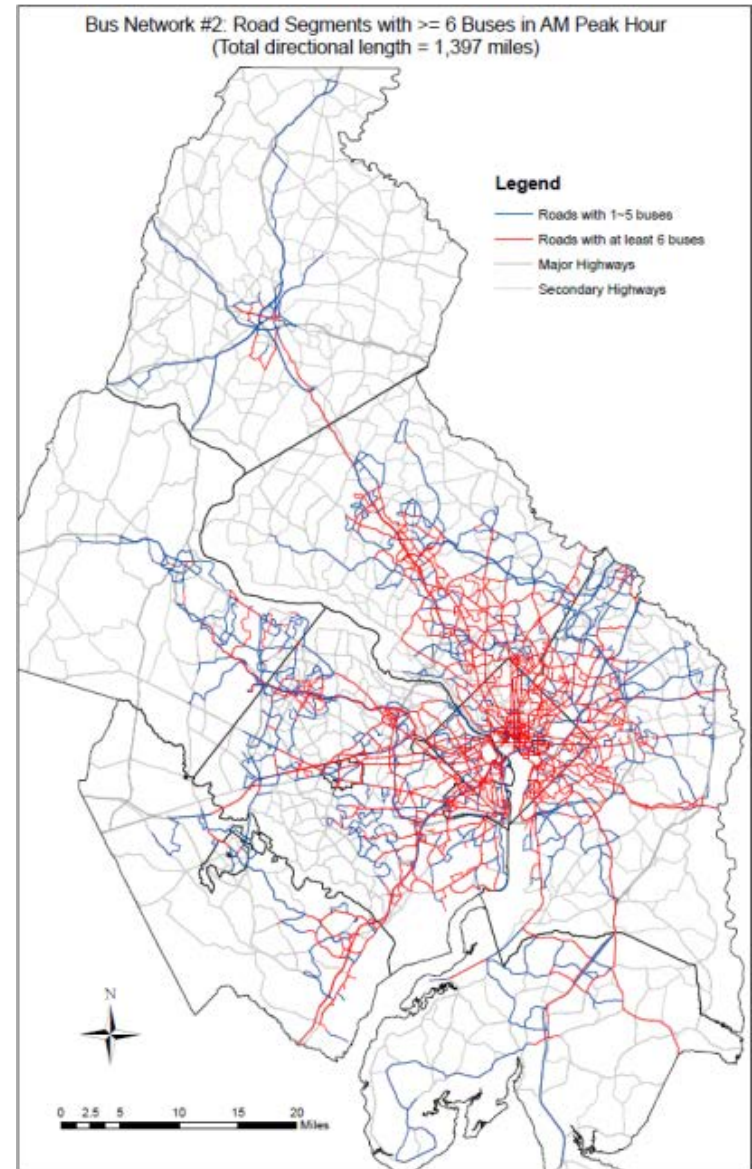 Bus Network #2: Road Segments with >= 6 Buses in AM Peak Hour
(Total directional length = 1,397 miles)
Legend
Roads with 1~5 buses
Roads with at least 6 buses
Major Highways
Secondary Highways
N
0 2.5 5 10 15 20
Miles